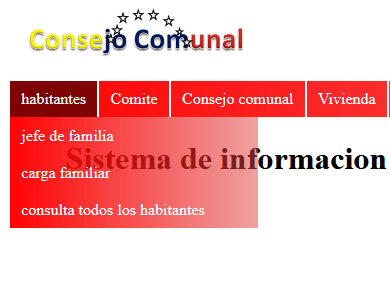 Consejo Comunal
habitantes Comite Consejo comunal Vivienda
jefe de familia
Sistema de informacion
carga familiar
consulta todos los habitantes